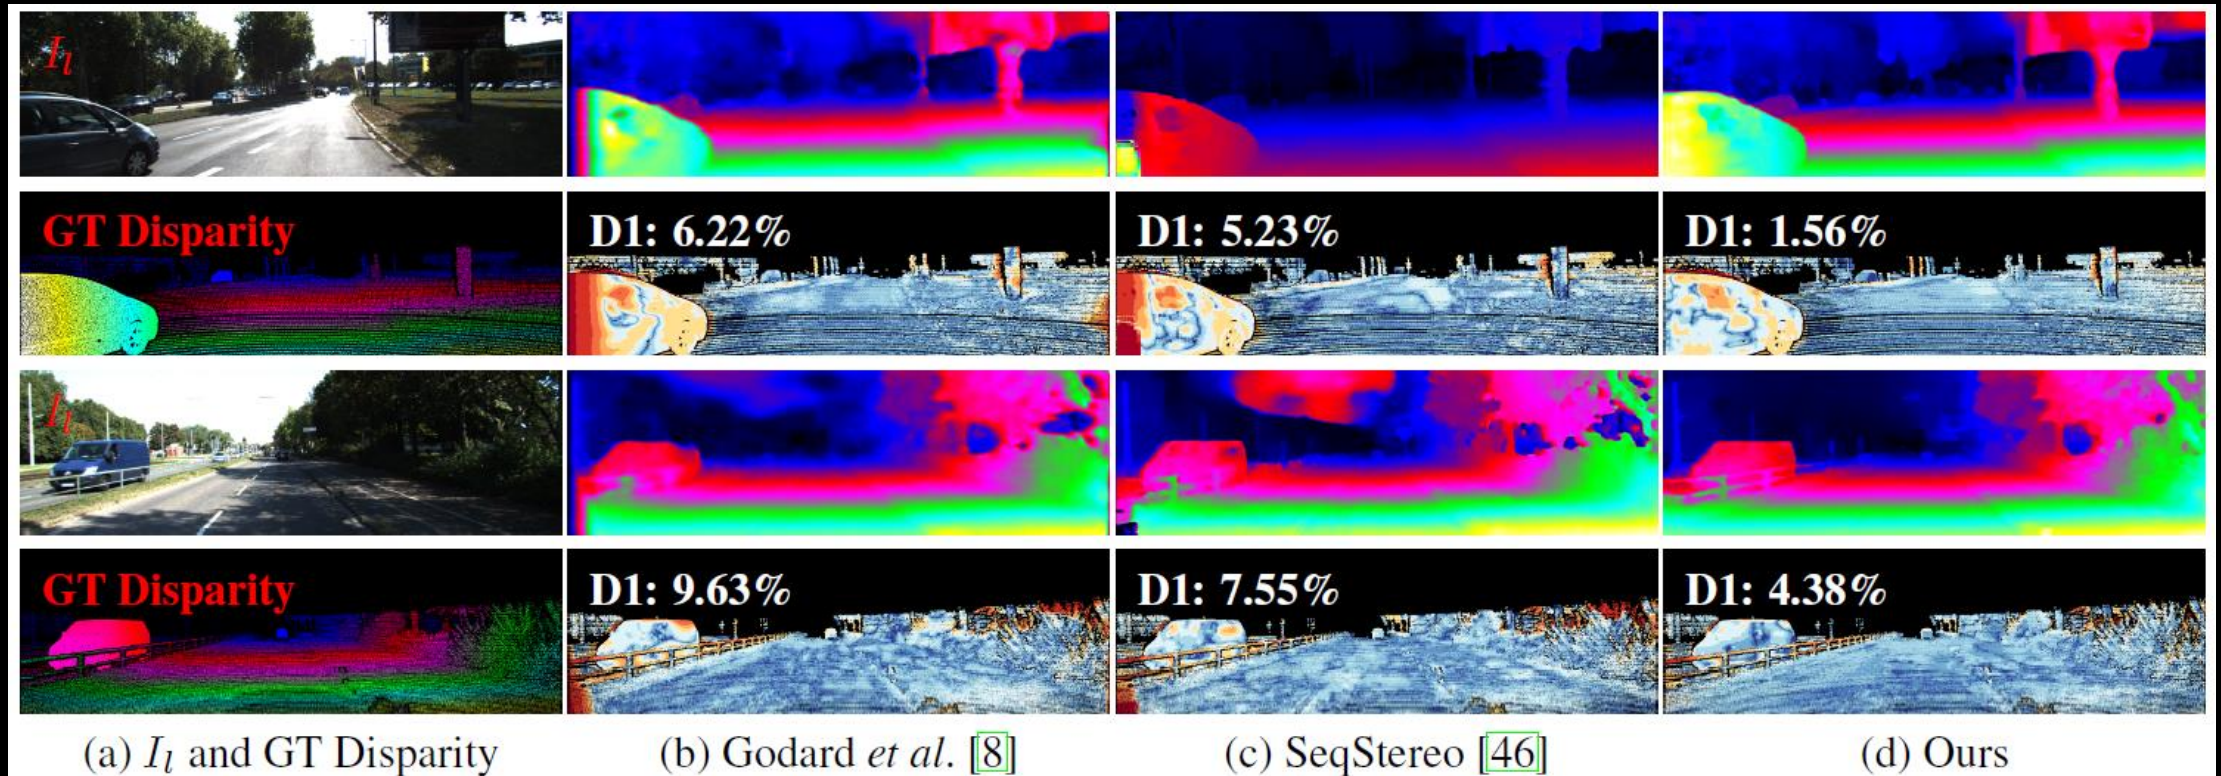 I_l
GT Disparity
D1: 6.22%
D1: 5.23%
D1: 1.56%
I_l
GT Disparity
D1: 9.63%
D1: 7.55%
D1: 4.38%
(a) I_l and GT Disparity
(b) Godard et al. [8]
(c) SeqStereo [46]
(d) Ours